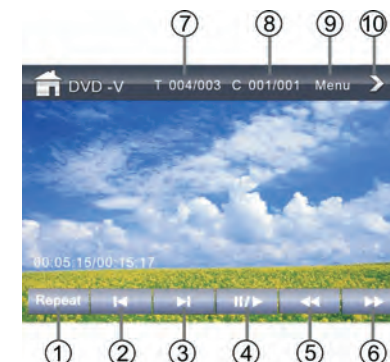 ⑦ ⑧ ⑨ ⑩
DVD -V T 004/003 C 001/001 Menu
00:05:15/00:15:17
Repeat
① ② ③ ④ ⑤ ⑥